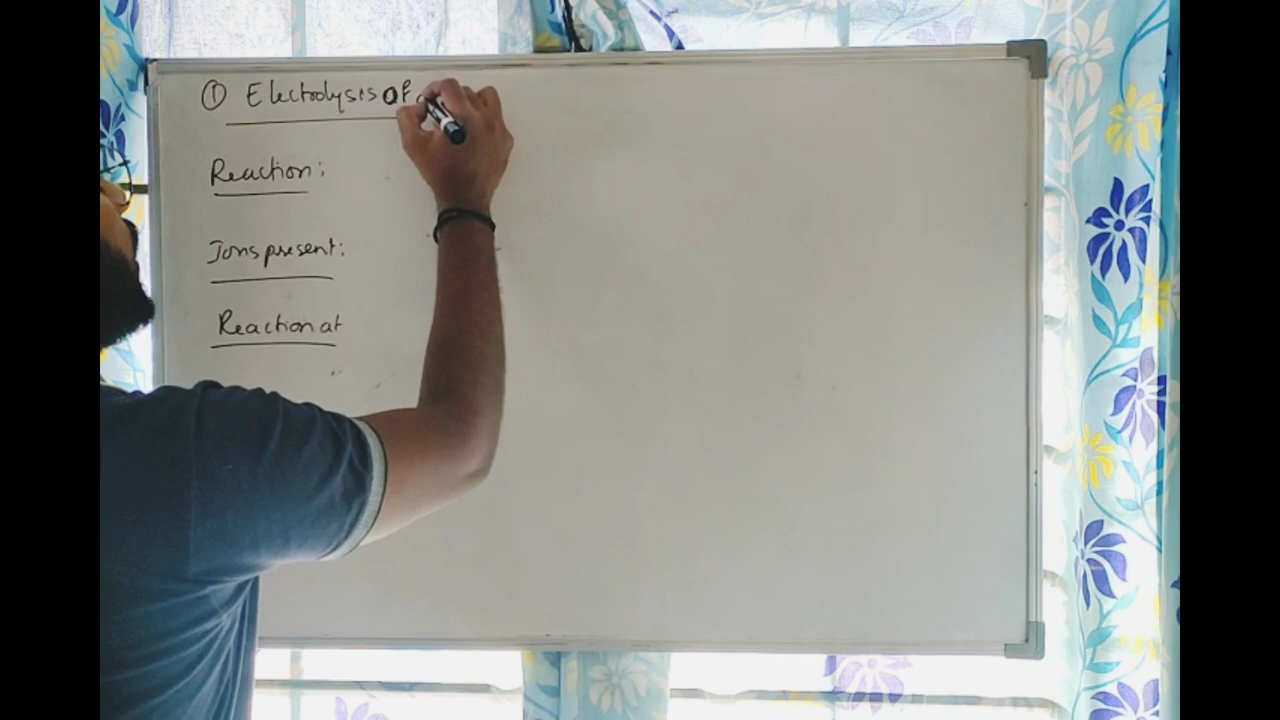 ① Electrolysis of
Reaction:
Ions present:
Reaction at